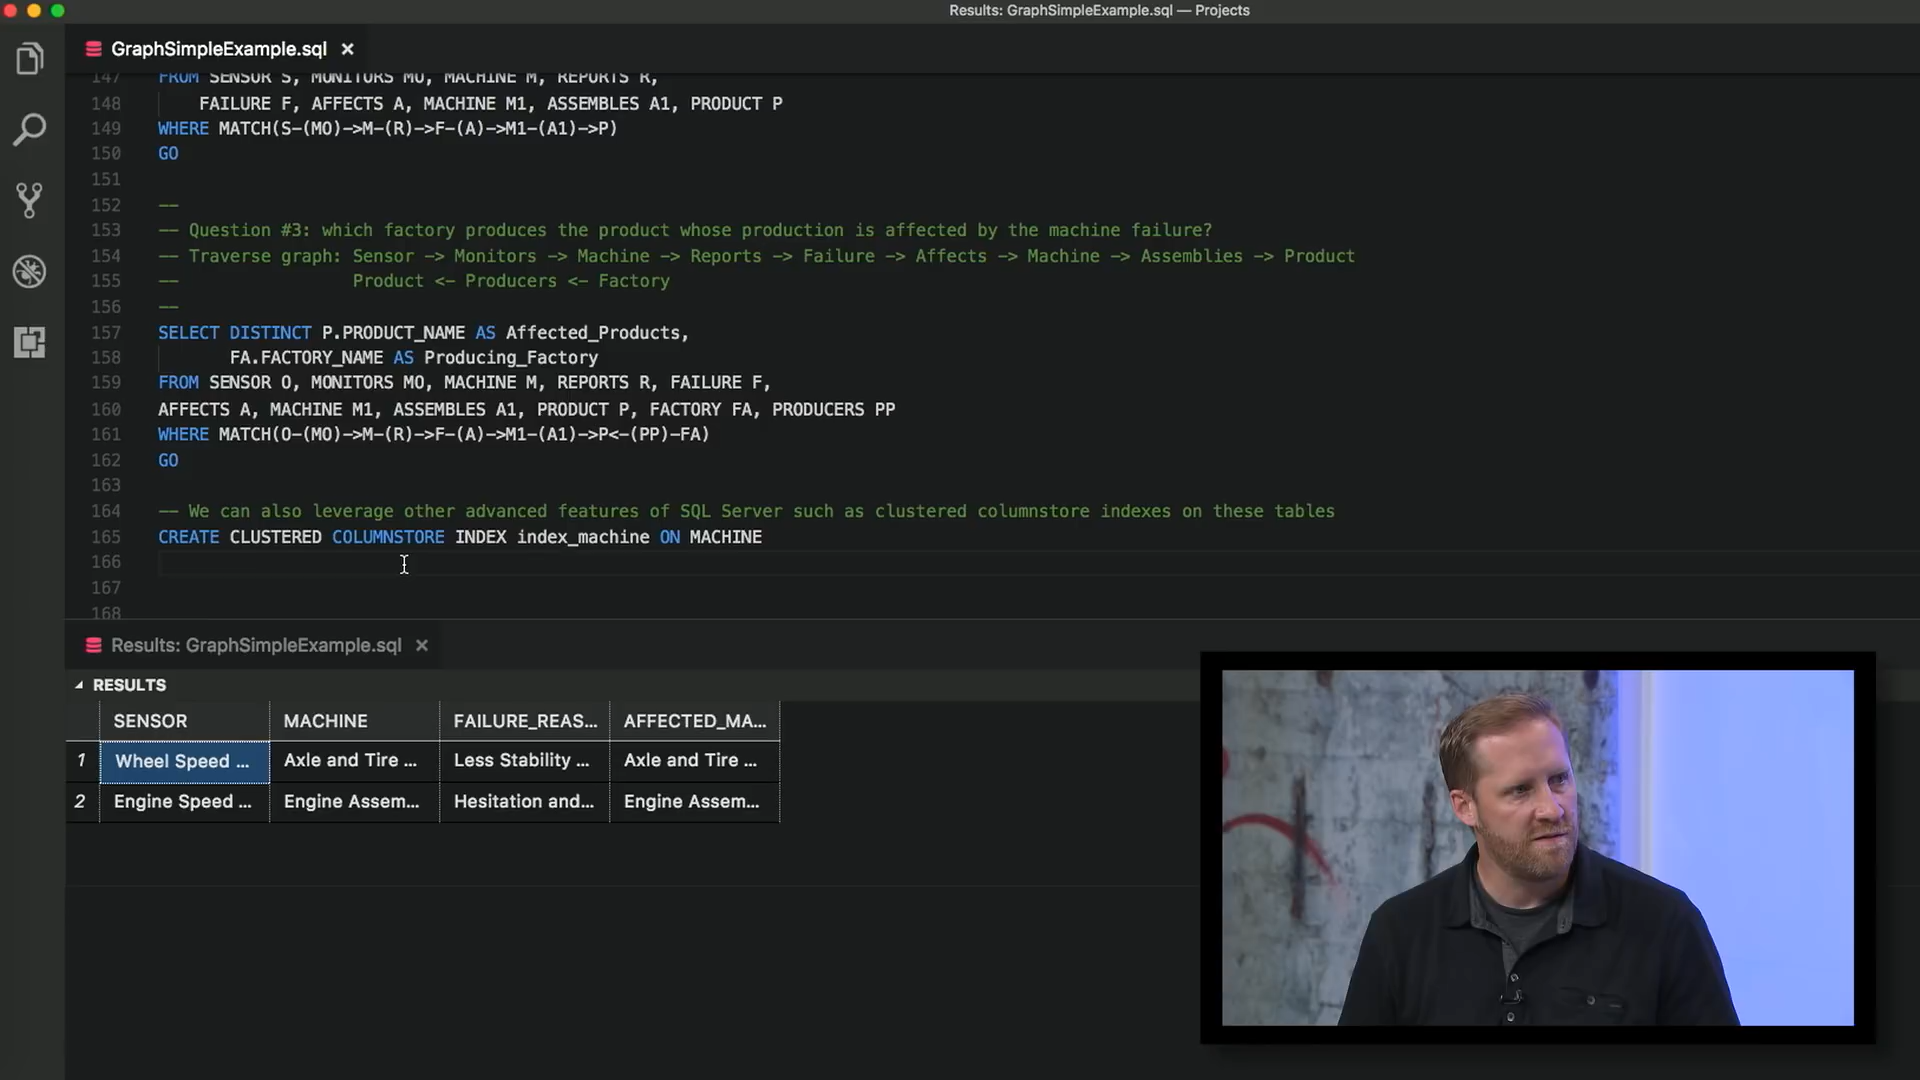 Results: GraphSimpleExample.sql — Projects
GraphSimpleExample.sql ×
147 FROM SENSOR S, MONITORS MO, MACHINE M, REPORTS R,
148 FAILURE F, AFFECTS A, MACHINE M1, ASSEMBLES A1, PRODUCT P
149 WHERE MATCH(S-(MO)->M-(R)->F-(A)->M1-(A1)->P)
150 GO
151
152 --
153 -- Question #3: which factory produces the product whose production is affected by the machine failure?
154 -- Traverse graph: Sensor -> Monitors -> Machine -> Reports -> Failure -> Affects -> Machine -> Assemblies -> Product
155 -- Product <- Producers <- Factory
156 --
157 SELECT DISTINCT P.PRODUCT_NAME AS Affected_Products,
158 FA.FACTORY_NAME AS Producing_Factory
159 FROM SENSOR O, MONITORS MO, MACHINE M, REPORTS R, FAILURE F,
160 AFFECTS A, MACHINE M1, ASSEMBLES A1, PRODUCT P, FACTORY FA, PRODUCERS PP
161 WHERE MATCH(O-(MO)->M-(R)->F-(A)->M1-(A1)->P<-(PP)-FA)
162 GO
163
164 -- We can also leverage other advanced features of SQL Server such as clustered columnstore indexes on these tables
165 CREATE CLUSTERED COLUMNSTORE INDEX index_machine ON MACHINE
166
167
168
Results: GraphSimpleExample.sql ×
RESULTS
SENSOR MACHINE FAILURE_REAS... AFFECTED_MA...
1 Wheel Speed ... Axle and Tire ... Less Stability ... Axle and Tire ...
2 Engine Speed ... Engine Assem... Hesitation and... Engine Assem...